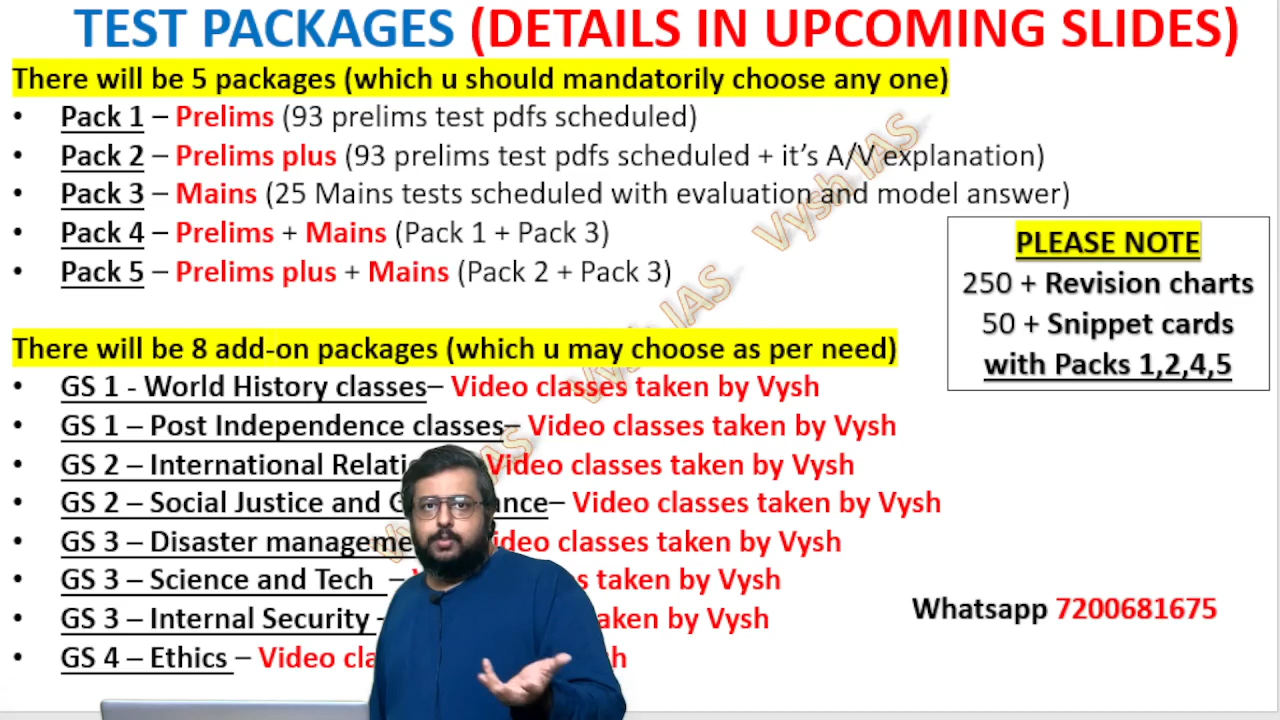 TEST PACKAGES (DETAILS IN UPCOMING SLIDES)
There will be 5 packages (which u should mandatorily choose any one)
• Pack 1 – Prelims (93 prelims test pdfs scheduled)
• Pack 2 – Prelims plus (93 prelims test pdfs scheduled + it's A/V explanation)
• Pack 3 – Mains (25 Mains tests scheduled with evaluation and model answer)
• Pack 4 – Prelims + Mains (Pack 1 + Pack 3)
• Pack 5 – Prelims plus + Mains (Pack 2 + Pack 3)
PLEASE NOTE
250 + Revision charts
50 + Snippet cards
with Packs 1,2,4,5
There will be 8 add-on packages (which u may choose as per need)
• GS 1 - World History classes– Video classes taken by Vysh
• GS 1 – Post Independence classes– Video classes taken by Vysh
• GS 2 – International Video classes taken by Vysh
• GS 2 – Social Justice and – Video classes taken by Vysh
• GS 3 – Disaster classes taken by Vysh
• GS 3 – Science and Tech – taken by Vysh
• GS 3 – Internal Security - by Vysh
• GS 4 – Ethics – Video
Whatsapp 7200681675
Vysh IAS
Vysh IAS